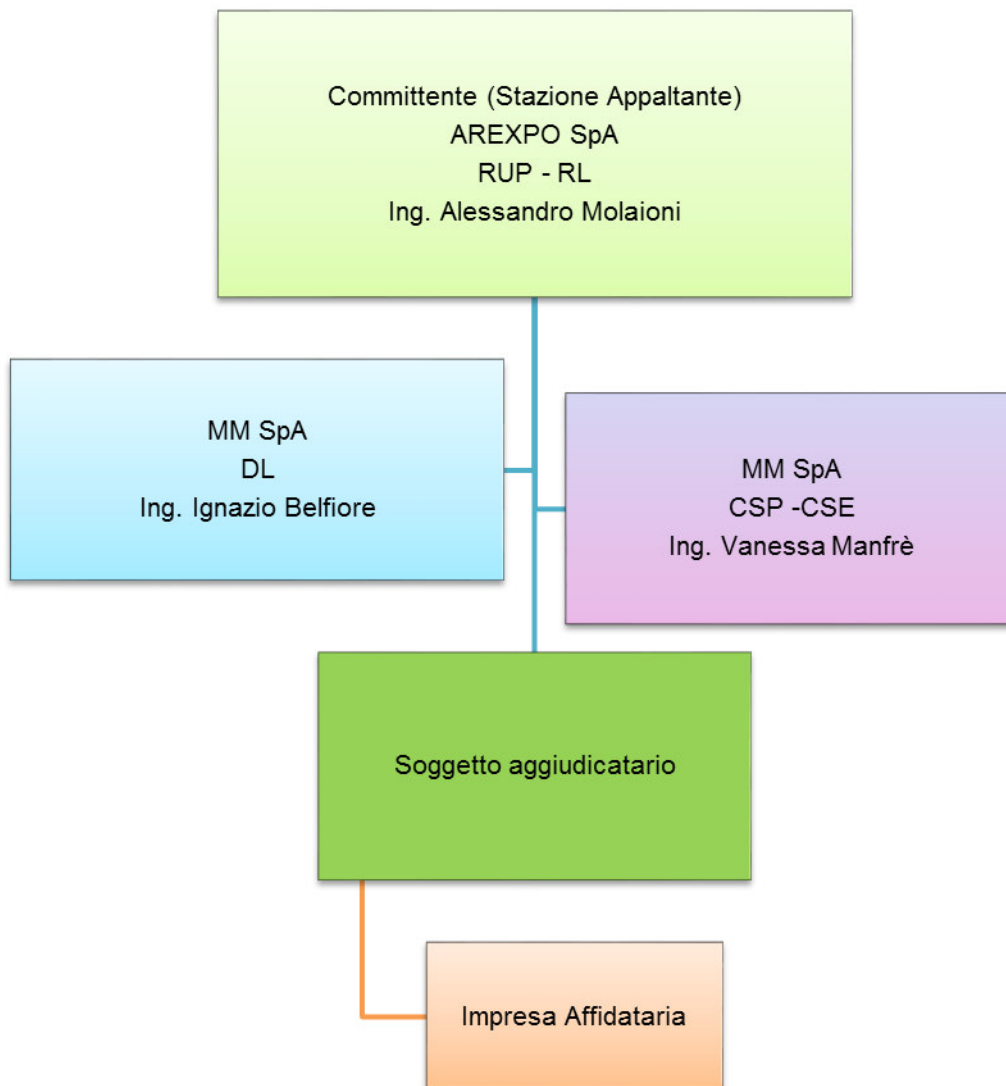 Committente (Stazione Appaltante)
AREXPO SpA
RUP - RL
Ing. Alessandro Molaioni
MM SpA
DL
Ing. Ignazio Belfiore
MM SpA
CSP -CSE
Ing. Vanessa Manfrè
Soggetto aggiudicatario
Impresa Affidataria